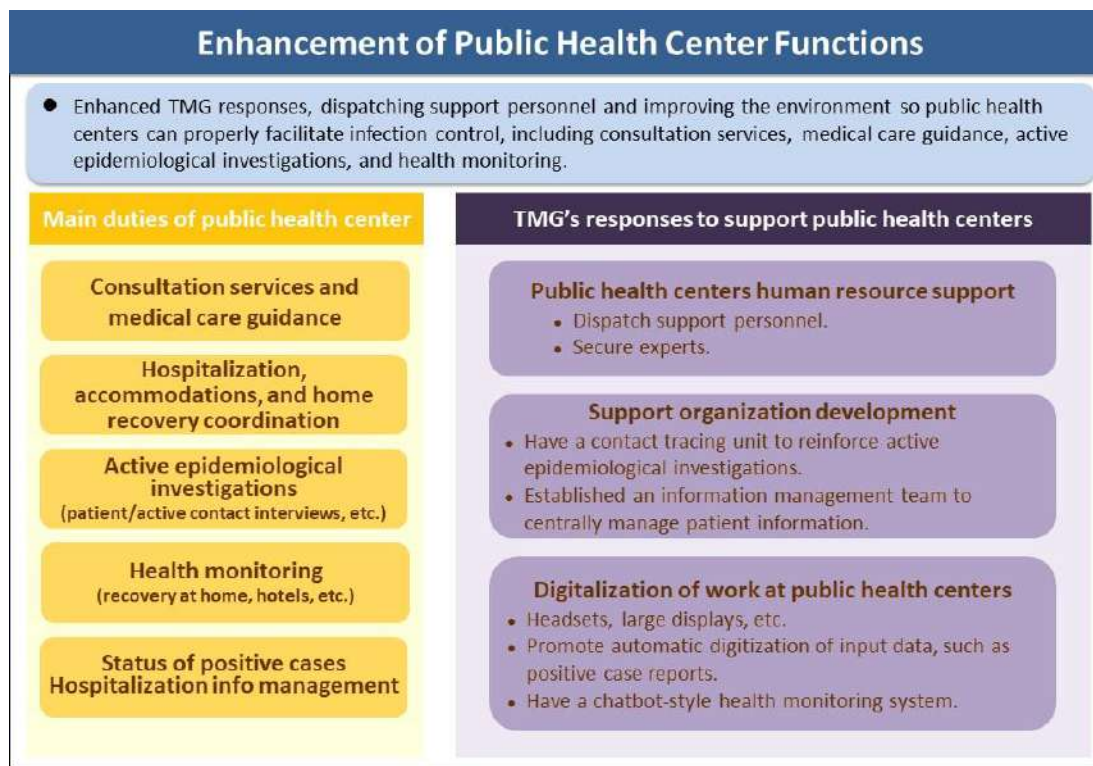 Enhancement of Public Health Center Functions
● Enhanced TMG responses, dispatching support personnel and improving the environment so public health
centers can properly facilitate infection control, including consultation services, medical care guidance, active
epidemiological investigations, and health monitoring.
Main duties of public health center
Consultation services and
medical care guidance
Hospitalization,
accommodations, and home
recovery coordination
Active epidemiological
investigations
(patient/active contact interviews, etc.)
Health monitoring
(recovery at home, hotels, etc.)
Status of positive cases
Hospitalization info management
TMG's responses to support public health centers
Public health centers human resource support
• Dispatch support personnel.
• Secure experts.
Support organization development
• Have a contact tracing unit to reinforce active
epidemiological investigations.
• Established an information management team to
centrally manage patient information.
Digitalization of work at public health centers
• Headsets, large displays, etc.
• Promote automatic digitization of input data, such as
positive case reports.
• Have a chatbot-style health monitoring system.